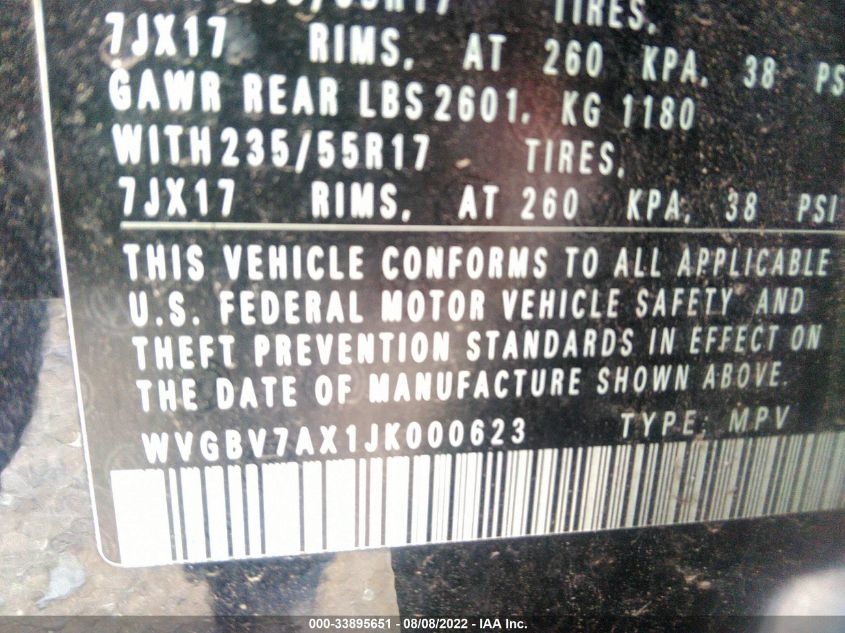 TIRES,
7JX17 RIMS, AT 260 KPA, 38 PS
GAWR REAR LBS 2601, KG 1180
WITH 235/55R17 TIRES,
7JX17 RIMS, AT 260 KPA, 38 PSI
THIS VEHICLE CONFORMS TO ALL APPLICABLE
U.S. FEDERAL MOTOR VEHICLE SAFETY AND
THEFT PREVENTION STANDARDS IN EFFECT ON
THE DATE OF MANUFACTURE SHOWN ABOVE.
WVGBV7AX1JK000623 TYPE: MPV
000-33895651 - 08/08/2022 - IAA Inc.